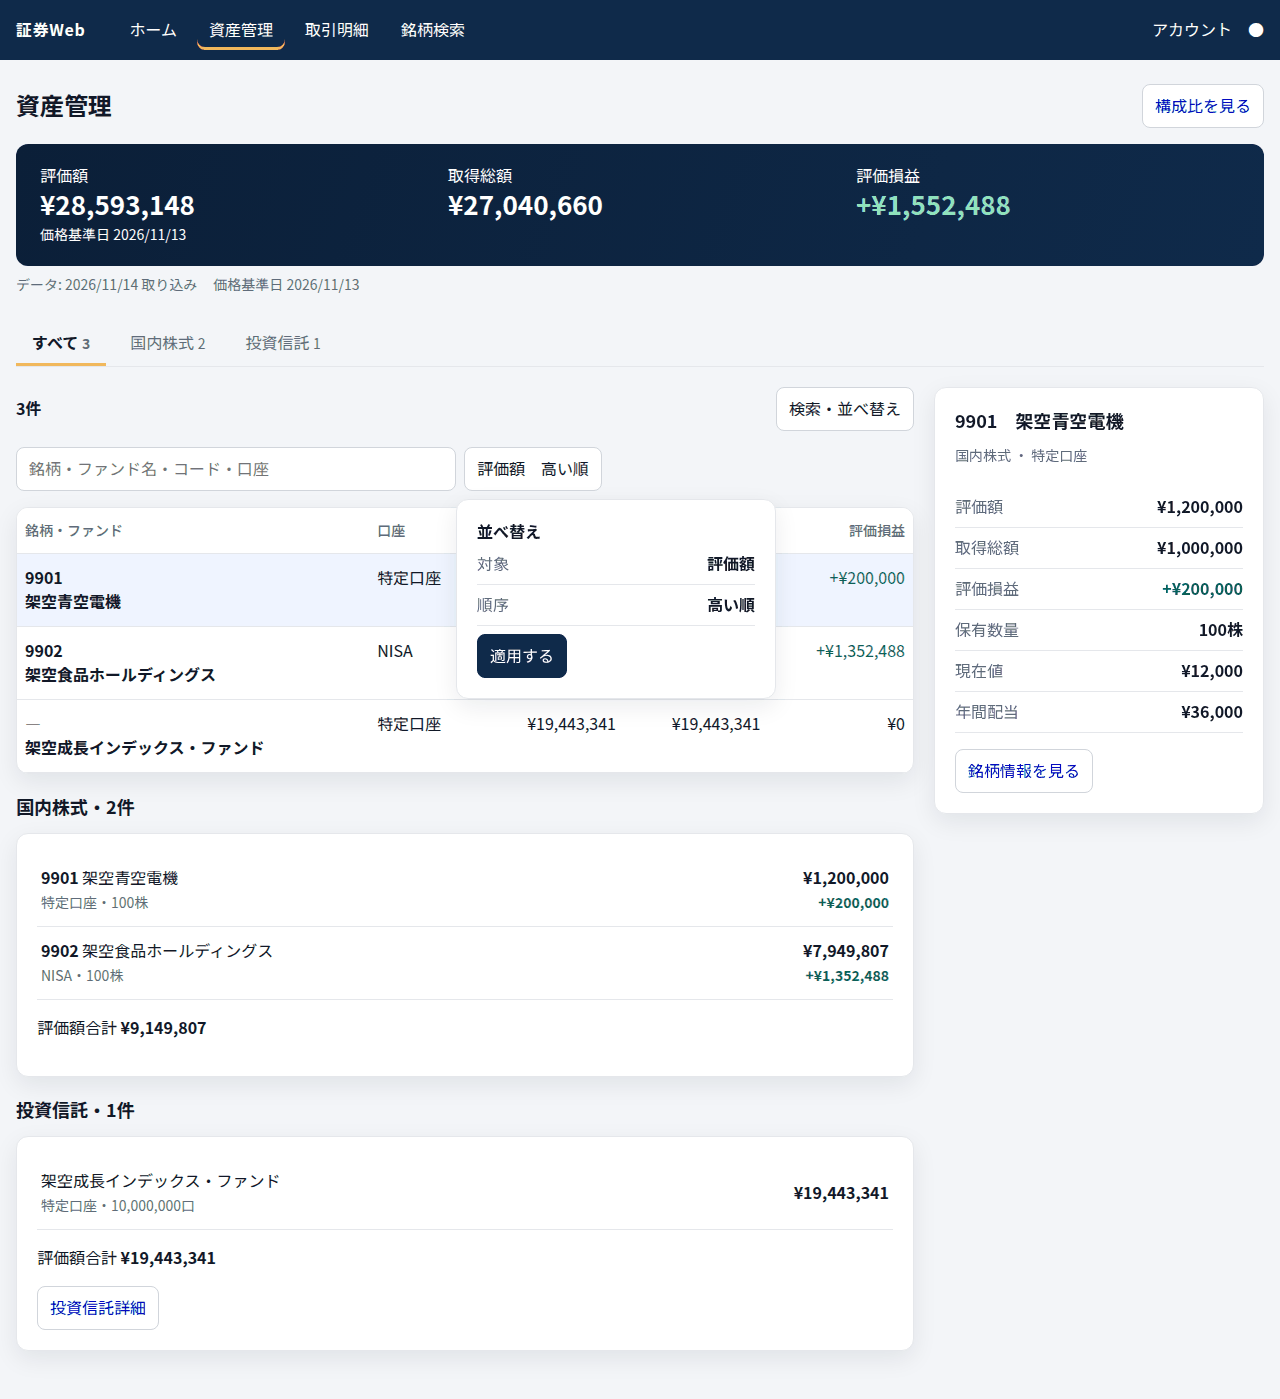 証券Web ホーム 資産管理 取引明細 銘柄検索 アカウント
資産管理 構成比を見る
評価額 取得総額 評価損益
¥28,593,148 ¥27,040,660 +¥1,552,488
価格基準日 2026/11/13
データ: 2026/11/14 取り込み 価格基準日 2026/11/13
すべて 3 国内株式 2 投資信託 1
3件 検索・並べ替え
銘柄・ファンド名・コード・口座 評価額 高い順
銘柄・ファンド 口座 評価損益
9901 特定口座 +¥200,000
架空青空電機
9902 NISA +¥1,352,488
架空食品ホールディングス
— 特定口座 ¥19,443,341 ¥19,443,341 ¥0
架空成長インデックス・ファンド
並べ替え
対象 評価額
順序 高い順
適用する
国内株式・2件
9901 架空青空電機 ¥1,200,000
特定口座・100株 +¥200,000
9902 架空食品ホールディングス ¥7,949,807
NISA・100株 +¥1,352,488
評価額合計 ¥9,149,807
投資信託・1件
架空成長インデックス・ファンド
特定口座・10,000,000口 ¥19,443,341
評価額合計 ¥19,443,341
投資信託詳細
9901 架空青空電機
国内株式 ・ 特定口座
評価額 ¥1,200,000
取得総額 ¥1,000,000
評価損益 +¥200,000
保有数量 100株
現在値 ¥12,000
年間配当 ¥36,000
銘柄情報を見る